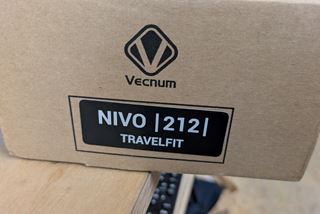 Vecnum
NIVO |212|
TRAVELFIT